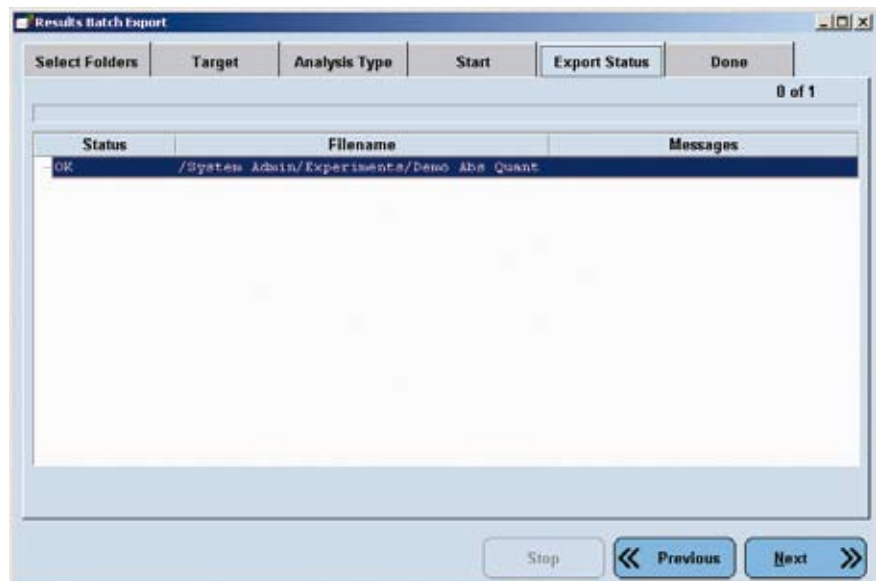 Results Batch Export
Select Folders Target Analysis Type Start Export Status Done
0 of 1
Status Filename Messages
OK /System Admin/Experiments/Demo Abs Quant
Stop Previous Next